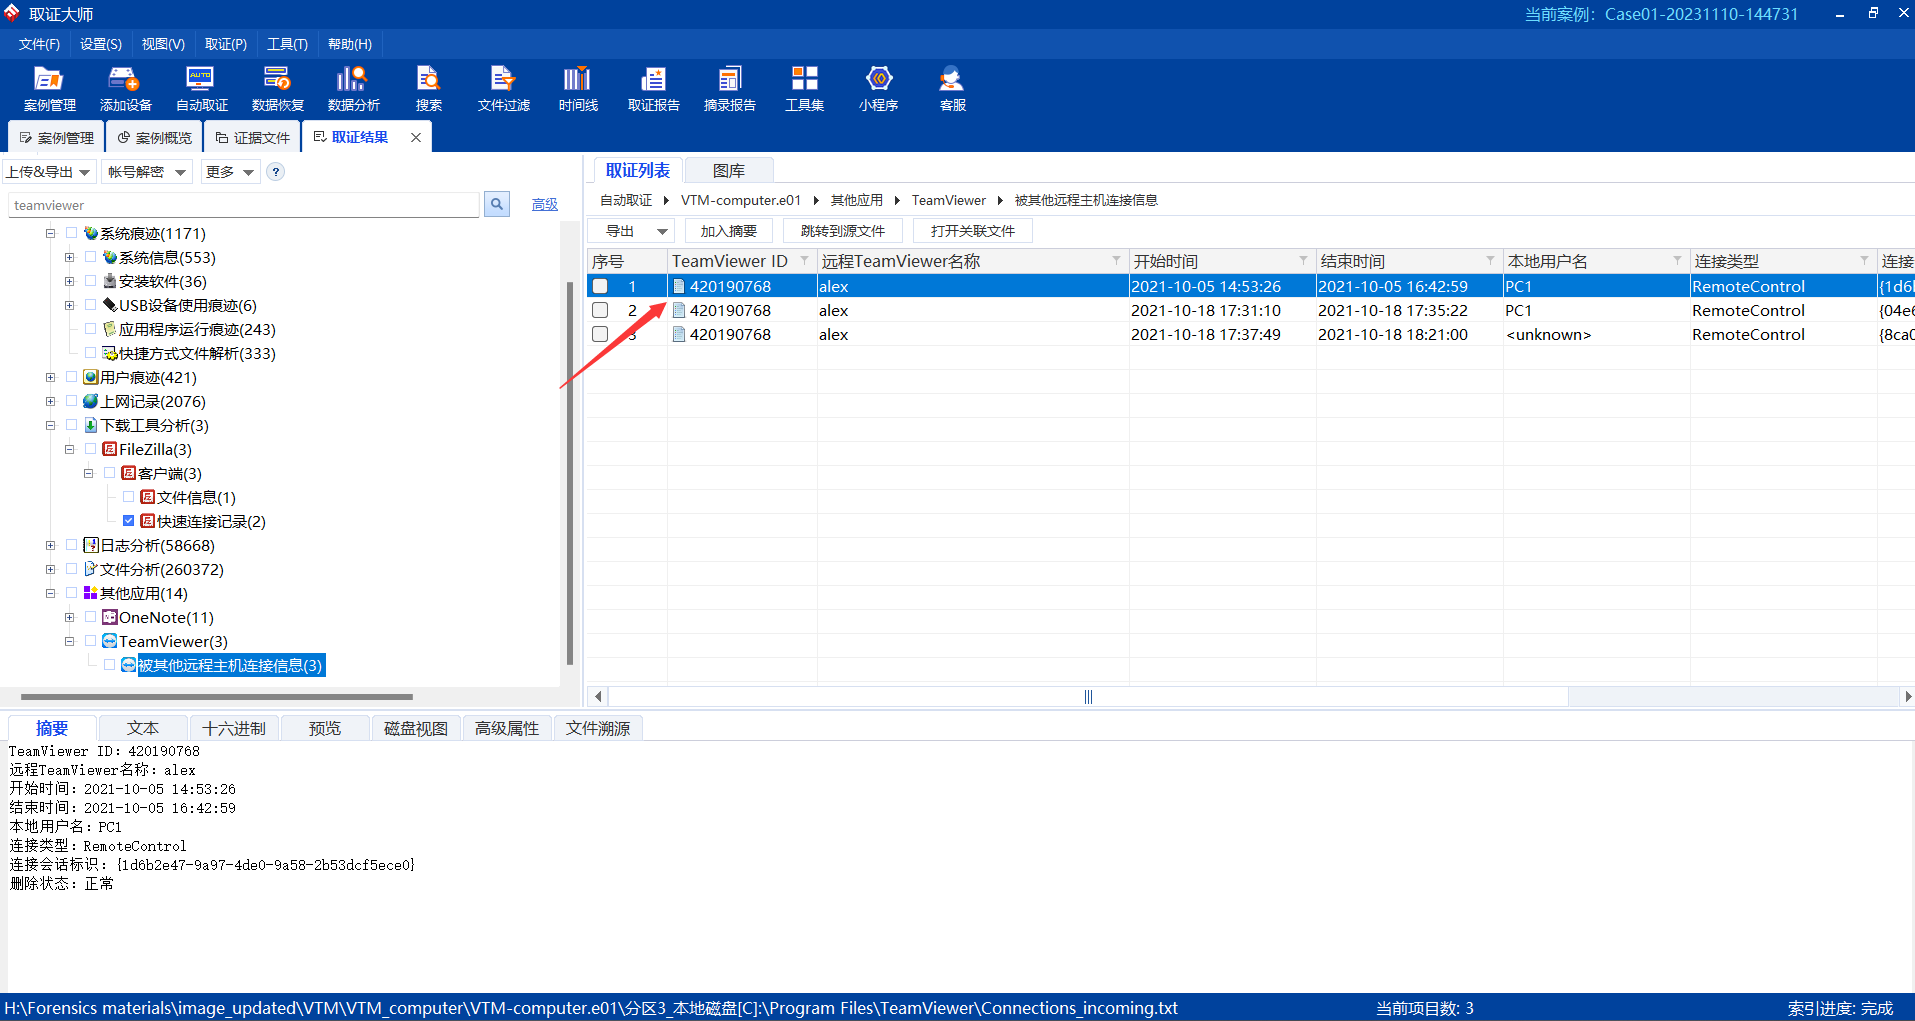 取证大师
当前案例：Case01-20231110-144731
文件(F) 设置(S) 视图(V) 取证(P) 工具(T) 帮助(H)
AUTO
案例管理 添加设备 自动取证 数据恢复 数据分析 搜索 文件过滤 时间线 取证报告 摘录报告 工具集 小程序 客服
案例管理 案例概览 证据文件 取证结果
上传&导出 帐号解密 更多 ?
teamviewer 高级
系统痕迹(1171)
系统信息(553)
安装软件(36)
USB设备使用痕迹(6)
应用程序运行痕迹(243)
快捷方式文件解析(333)
用户痕迹(421)
上网记录(2076)
下载工具分析(3)
FileZilla(3)
客户端(3)
文件信息(1)
快速连接记录(2)
日志分析(58668)
文件分析(260372)
其他应用(14)
OneNote(11)
TeamViewer(3)
被其他远程主机连接信息(3)
取证列表 图库
自动取证 VTM-computer.e01 其他应用 TeamViewer 被其他远程主机连接信息
导出 加入摘要 跳转到源文件 打开关联文件
序号 TeamViewer ID 远程TeamViewer名称 开始时间 结束时间 本地用户名 连接类型 连接
1 420190768 alex 2021-10-05 14:53:26 2021-10-05 16:42:59 PC1 RemoteControl {1d6
2 420190768 alex 2021-10-18 17:31:10 2021-10-18 17:35:22 PC1 RemoteControl {04e6
3 420190768 alex 2021-10-18 17:37:49 2021-10-18 18:21:00 <unknown> RemoteControl {8ca0
摘要 文本 十六进制 预览 磁盘视图 高级属性 文件溯源
TeamViewer ID：420190768
远程TeamViewer名称：alex
开始时间：2021-10-05 14:53:26
结束时间：2021-10-05 16:42:59
本地用户名：PC1
连接类型：RemoteControl
连接会话标识：{1d6b2e47-9a97-4de0-9a58-2b53dcf5ece0}
删除状态：正常
H:\Forensics materials\image_updated\VTM\VTM_computer\VTM-computer.e01\分区3_本地磁盘[C]:\Program Files\TeamViewer\Connections_incoming.txt
当前项目数: 3
索引进度: 完成